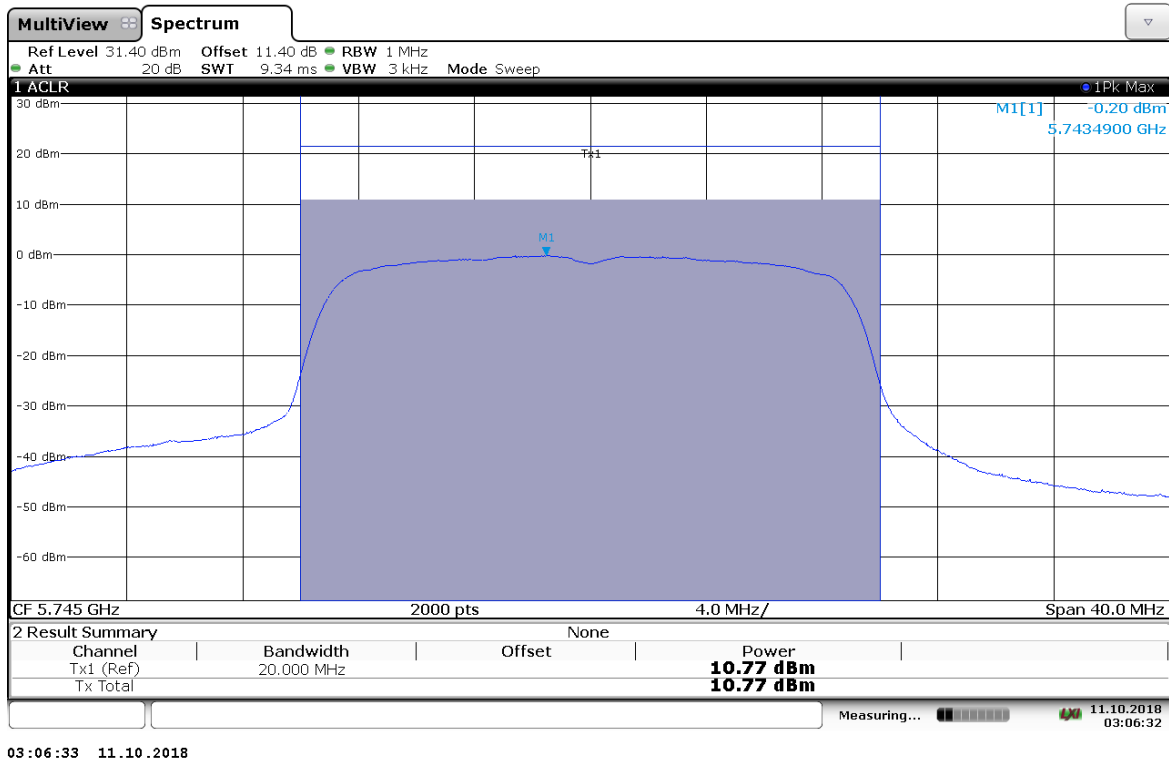 MultiView Spectrum
Ref Level 31.40 dBm Offset 11.40 dB RBW 1 MHz
Att 20 dB SWT 9.34 ms VBW 3 kHz Mode Sweep
1 ACLR 1Pk Max
30 dBm
M1[1] -0.20 dBm
5.7434900 GHz
20 dBm
Tx1
10 dBm
M1
0 dBm
-10 dBm
-20 dBm
-30 dBm
-40 dBm
-50 dBm
-60 dBm
CF 5.745 GHz 2000 pts 4.0 MHz/ Span 40.0 MHz
2 Result Summary None
Channel Bandwidth Offset Power
Tx1 (Ref) 20.000 MHz 10.77 dBm
Tx Total 10.77 dBm
Measuring... LXI 11.10.2018
03:06:32
03:06:33 11.10.2018